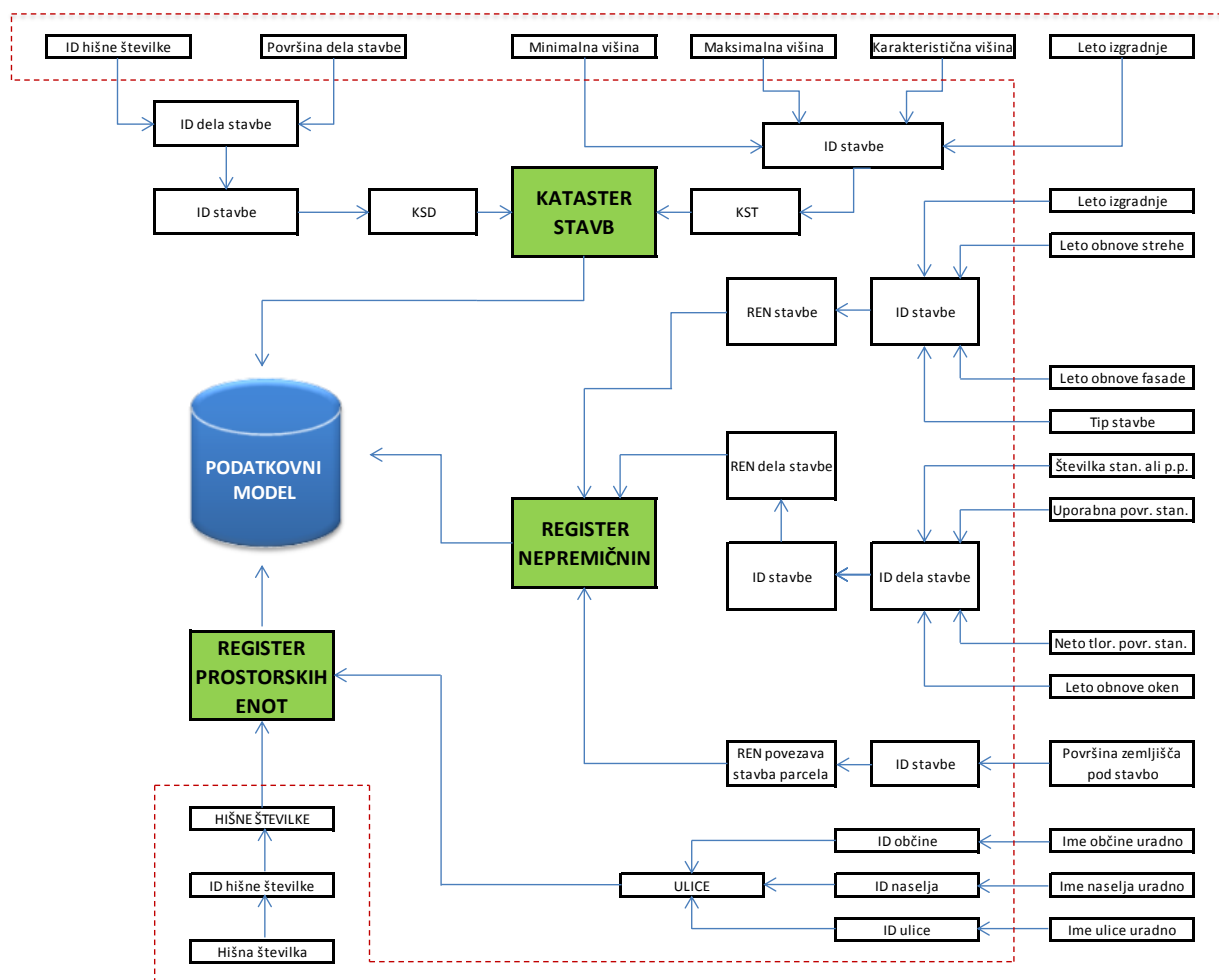 ID hišne številke
Površina dela stavbe
Minimalna višina
Maksimalna višina
Karakteristična višina
Leto izgradnje
ID dela stavbe
ID stavbe
ID stavbe
KSD
KATASTER
STAVB
KST
Leto izgradnje
Leto obnove strehe
REN stavbe
ID stavbe
Leto obnove fasade
Tip stavbe
PODATKOVNI
MODEL
REN dela stavbe
Številka stan. ali p.p.
Uporabna povr. stan.
REGISTER
NEPREMIČNIN
ID stavbe
ID dela stavbe
Neto tlor. povr. stan.
Leto obnove oken
REGISTER
PROSTORSKIH
ENOT
REN povezava
stavba parcela
ID stavbe
Površina zemljišča
pod stavbo
HIŠNE ŠTEVILKE
ID občine
Ime občine uradno
ID hišne številke
ULICE
ID naselja
Ime naselja uradno
ID ulice
Ime ulice uradno
Hišna številka